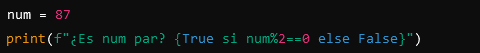 num = 87
print(f"¿Es num par? {True si num%2==0 else False}")